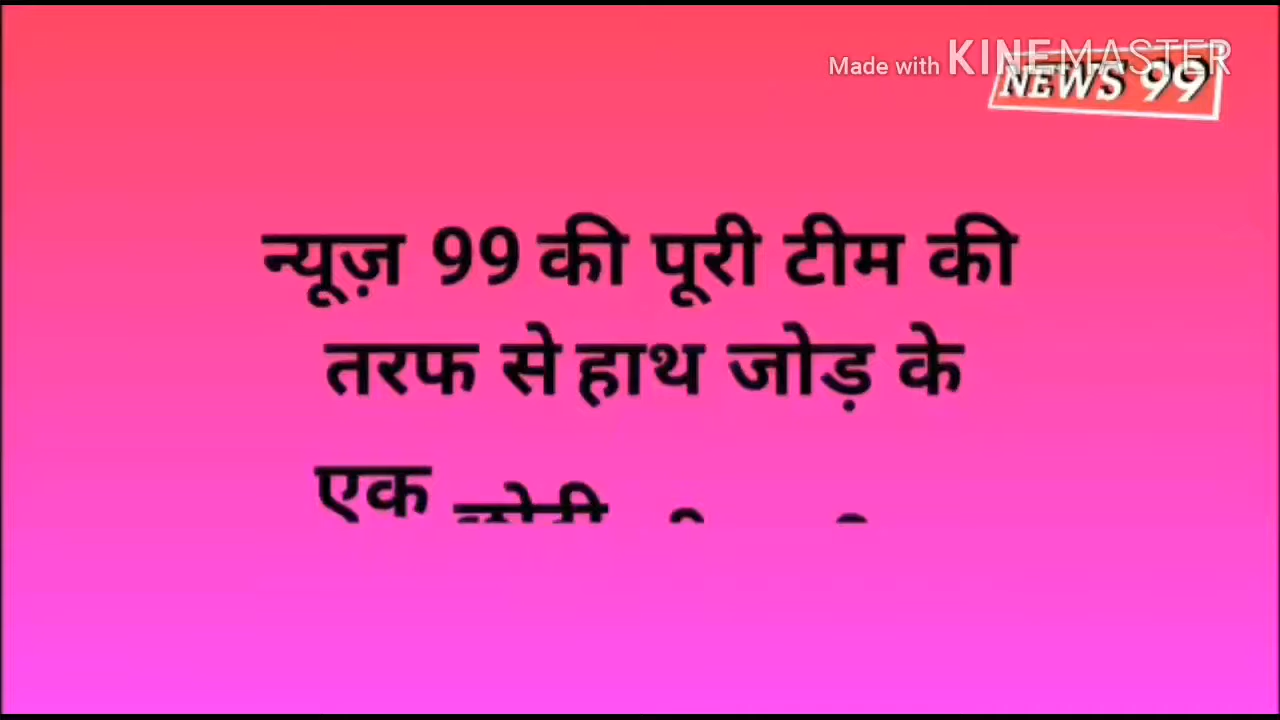 Made with KINEMASTER
NEWS 99
न्यूज़ 99 की पूरी टीम की
तरफ से हाथ जोड़ के
एक